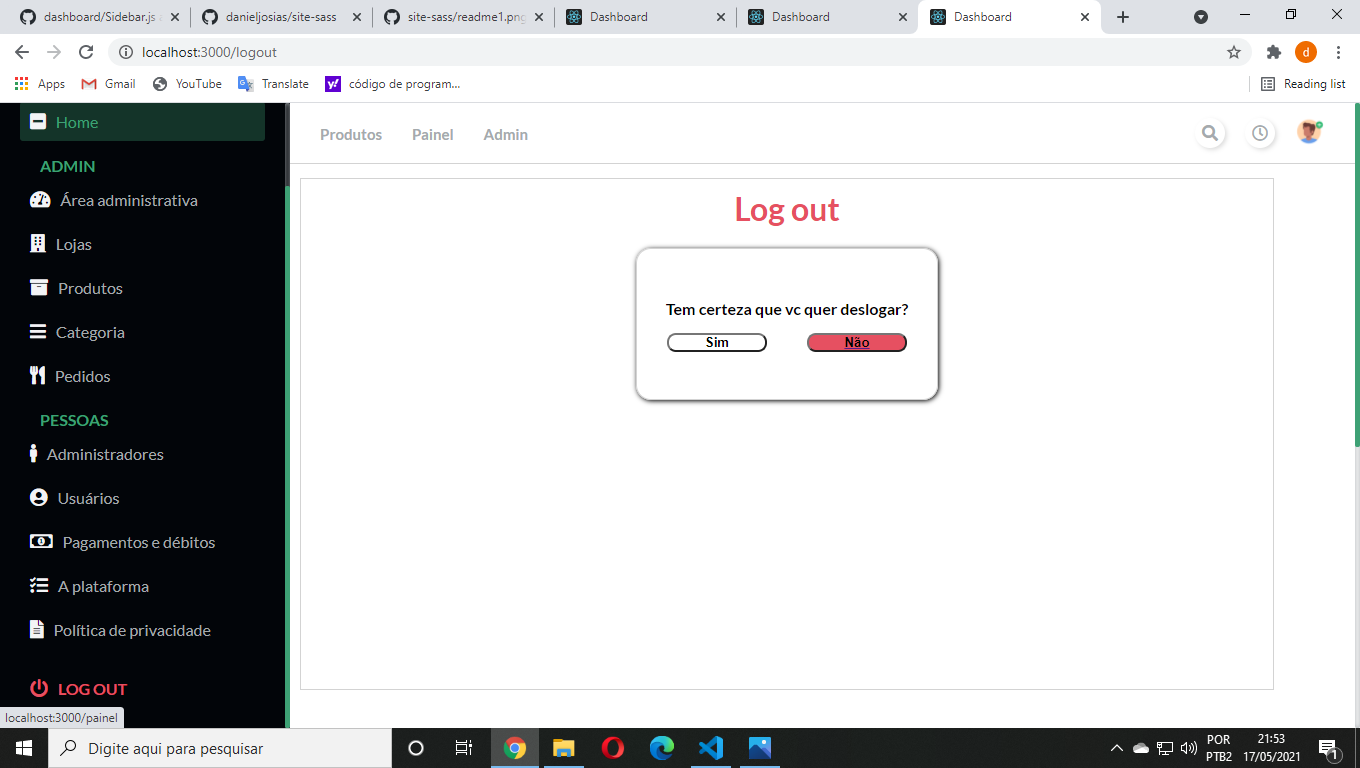 dashboard/Sidebar.js
danieljosias/site-sass
site-sass/readme1.png
Dashboard
Dashboard
Dashboard
d
localhost:3000/logout
Apps
Gmail
YouTube
Translate
código de program...
Reading list
Home
ADMIN
Área administrativa
Lojas
Produtos
Categoria
Pedidos
PESSOAS
Administradores
Usuários
Pagamentos e débitos
A plataforma
Política de privacidade
LOG OUT
Produtos
Painel
Admin
Log out
Tem certeza que vc quer deslogar?
Sim
Não
localhost:3000/painel
Digite aqui para pesquisar
POR
PTB2
21:53
17/05/2021
1